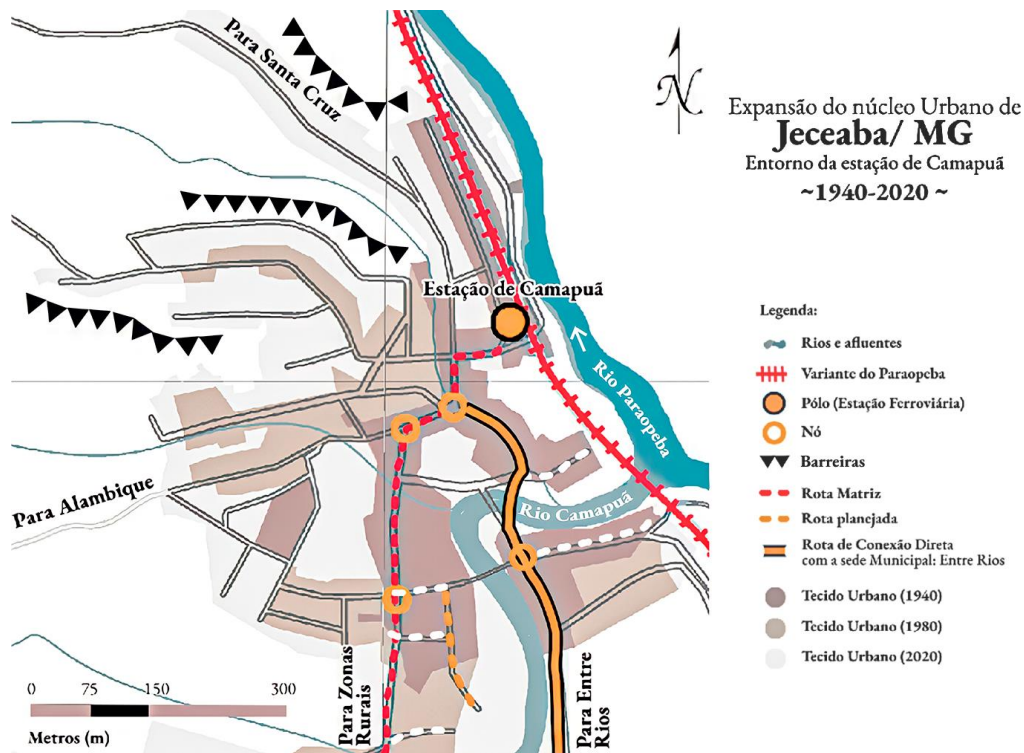 Para Santa Cruz
N
Expansão do núcleo Urbano de
Jeceaba/ MG
Entorno da estação de Camapuã
~1940-2020 ~
Estação de Camapuã
Rio Paraopeba
Para Alambique
Rio Camapuã
Para Zonas
Rurais
Para Entre
Rios
0 75 150 300
Metros (m)
Legenda:
Rios e afluentes
Variante do Paraopeba
Pólo (Estação Ferroviária)
Nó
Barreiras
Rota Matriz
Rota planejada
Rota de Conexão Direta
com a sede Municipal: Entre Rios
Tecido Urbano (1940)
Tecido Urbano (1980)
Tecido Urbano (2020)